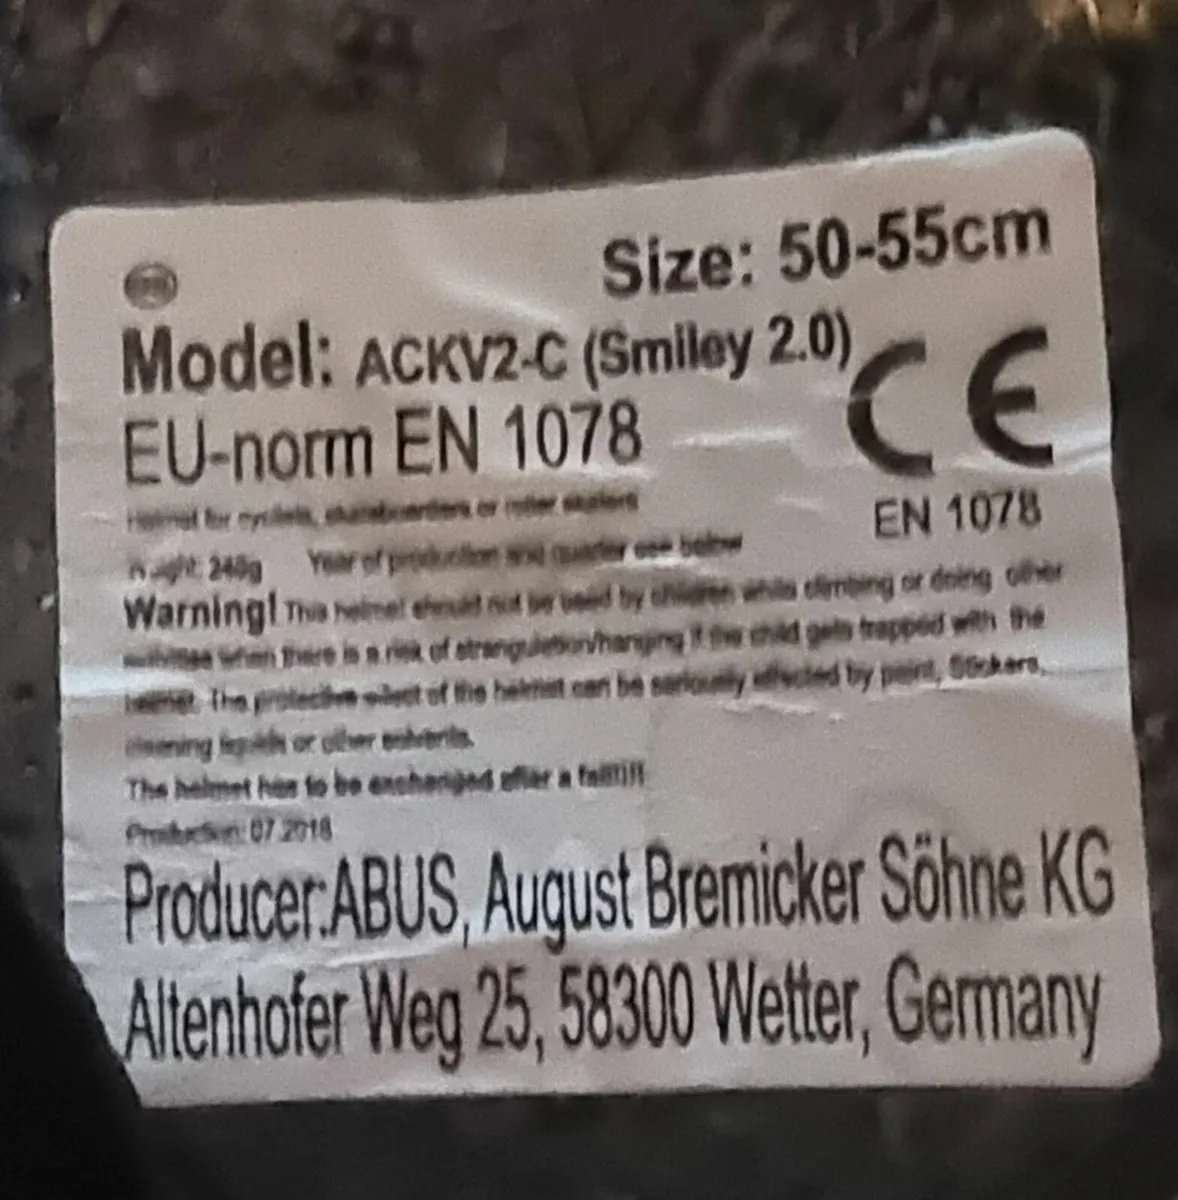 Size: 50-55cm
Model: ACKV2-C (Smiley 2.0)
CE
EU-norm EN 1078
EN 1078
Helmet for cyclists, skateboarders or roller skaters
Weight: Year of production and quarter see below
Warning! This helmet should not be used by children while climbing or doing other
activities when there is a risk of strangulation/hanging if the child gets trapped with the
helmet. The protective effect of the helmet can be seriously affected by paint, Stickers,
cleaning liquids or other solvents.
The helmet has to be exchanged after a fall!!!!
Production: 07.2018
Producer:ABUS, August Bremicker Söhne KG
Altenhofer Weg 25, 58300 Wetter, Germany